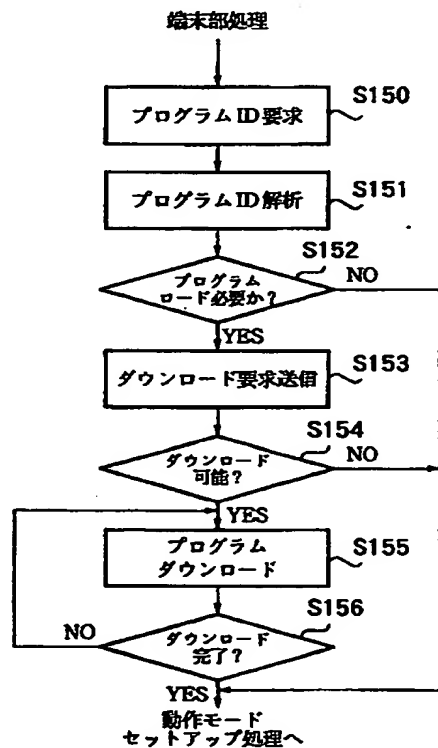 端末部処理
S150
プログラムID要求
S151
プログラムID解析
S152
プログラム
ロード必要か?
NO
YES
S153
ダウンロード要求送信
S154
ダウンロード
可能?
NO
YES
S155
プログラム
ダウンロード
S156
ダウンロード
完了?
NO
YES
動作モード
セットアップ処理へ